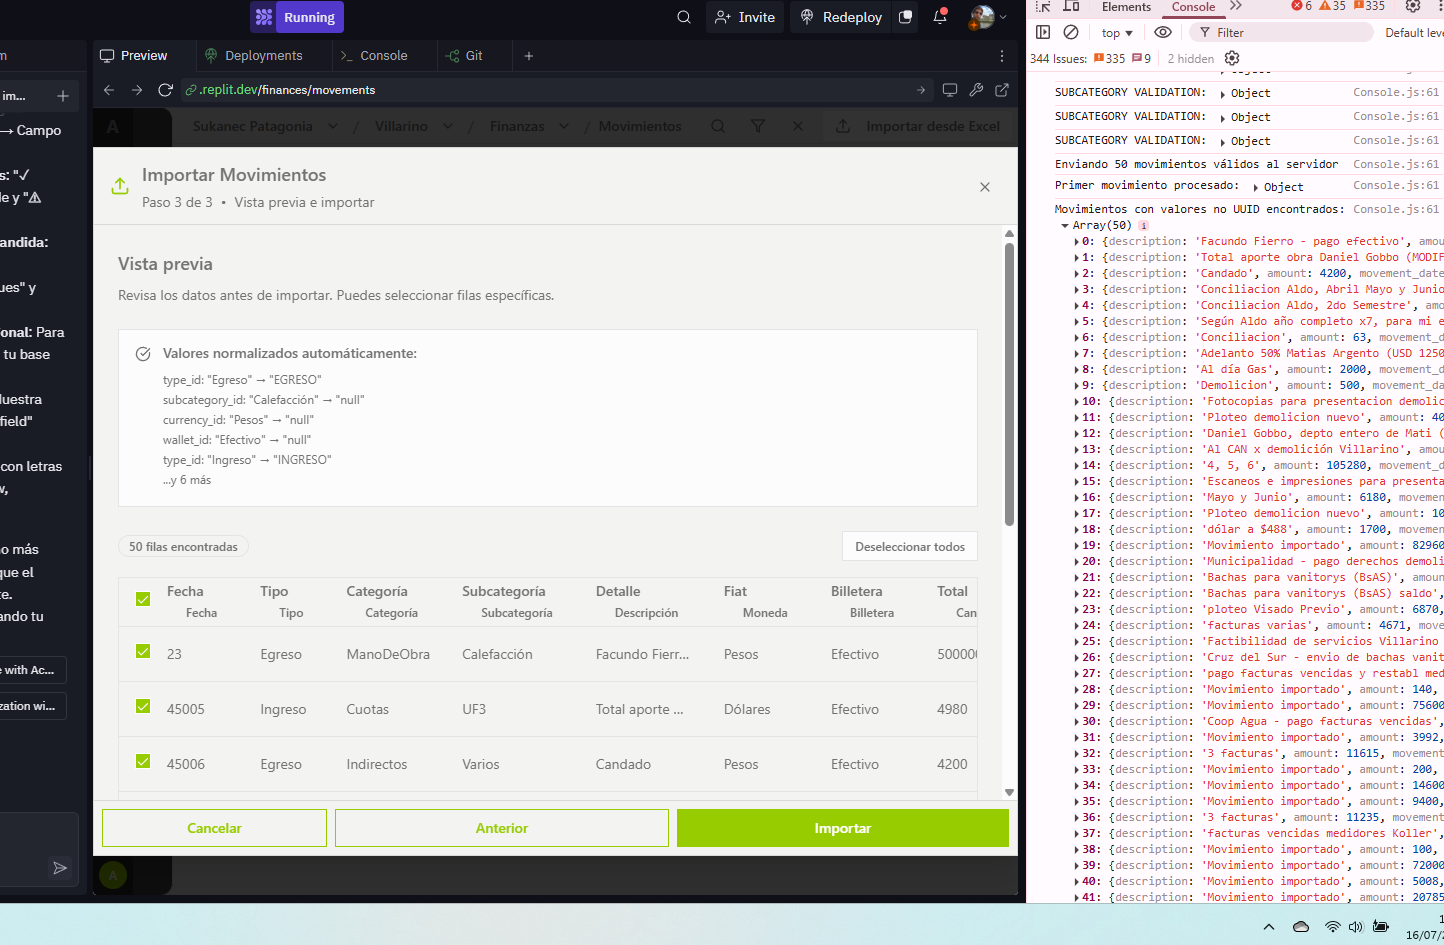 Running
Invite
Redeploy
m
Preview
Deployments
Console
Git
.replit.dev/finances/movements
im...
→ Campo
s: "✓
de y "⚠
andida:
ues" y
onal: Para
tu base
uestra
field"
con letras
v,
no más
que el
te.
ando tu
e with Ac...
zation wi...
A
Sukanec Patagonia
/
Villarino
/
Finanzas
/
Movimientos
Importar desde Excel
Importar Movimientos
Paso 3 de 3 • Vista previa e importar
Vista previa
Revisa los datos antes de importar. Puedes seleccionar filas específicas.
Valores normalizados automáticamente:
type_id: "Egreso" → "EGRESO"
subcategory_id: "Calefacción" → "null"
currency_id: "Pesos" → "null"
wallet_id: "Efectivo" → "null"
type_id: "Ingreso" → "INGRESO"
...y 6 más
50 filas encontradas
Deseleccionar todos
Fecha Tipo Categoría Subcategoría Detalle Fiat Billetera Total
Fecha Tipo Categoría Subcategoría Descripción Moneda Billetera Can
23 Egreso ManoDeObra Calefacción Facundo Fierr... Pesos Efectivo 500000
45005 Ingreso Cuotas UF3 Total aporte ... Dólares Efectivo 4980
45006 Egreso Indirectos Varios Candado Pesos Efectivo 4200
Cancelar
Anterior
Importar
A
Elements
Console
6
35
335
top
Filter
Default leve
344 Issues: 335 9
2 hidden
SUBCATEGORY VALIDATION: Object Console.js:61
SUBCATEGORY VALIDATION: Object Console.js:61
SUBCATEGORY VALIDATION: Object Console.js:61
Enviando 50 movimientos válidos al servidor Console.js:61
Primer movimiento procesado: Object Console.js:61
Movimientos con valores no UUID encontrados: Console.js:61
Array(50) i
0: {description: 'Facundo Fierro - pago efectivo', amou
1: {description: 'Total aporte obra Daniel Gobbo (MODIF
2: {description: 'Candado', amount: 4200, movement_date
3: {description: 'Conciliacion Aldo, Abril Mayo y Junio
4: {description: 'Conciliacion Aldo, 2do Semestre', amo
5: {description: 'Según Aldo año completo x7, para mi e
6: {description: 'Conciliacion', amount: 63, movement_d
7: {description: 'Adelanto 50% Matias Argento (USD 1250
8: {description: 'Al día Gas', amount: 2000, movement_d
9: {description: 'Demolicion', amount: 500, movement_da
10: {description: 'Fotocopias para presentacion demolic
11: {description: 'Ploteo demolicion nuevo', amount: 40
12: {description: 'Daniel Gobbo, depto entero de Mati (
13: {description: 'Al CAN x demolición Villarino', amou
14: {description: '4, 5, 6', amount: 105280, movement_d
15: {description: 'Escaneos e impresiones para presenta
16: {description: 'Mayo y Junio', amount: 6180, movemen
17: {description: 'Ploteo demolicion nuevo', amount: 10
18: {description: 'dólar a $488', amount: 1700, movemen
19: {description: 'Movimiento importado', amount: 82960
20: {description: 'Municipalidad - pago derechos demoli
21: {description: 'Bachas para vanitorys (BsAS)', amoun
22: {description: 'Bachas para vanitorys (BsAS) saldo',
23: {description: 'ploteo Visado Previo', amount: 6870,
24: {description: 'facturas varias', amount: 4671, move
25: {description: 'Factibilidad de servicios Villarino
26: {description: 'Cruz del Sur - envio de bachas vanit
27: {description: 'pago facturas vencidas y restabl med
28: {description: 'Movimiento importado', amount: 140,
29: {description: 'Movimiento importado', amount: 75600
30: {description: 'Coop Agua - pago facturas vencidas',
31: {description: 'Movimiento importado', amount: 3992,
32: {description: '3 facturas', amount: 11615, movement
33: {description: 'Movimiento importado', amount: 200,
34: {description: 'Movimiento importado', amount: 14600
35: {description: 'Movimiento importado', amount: 9400,
36: {description: '3 facturas', amount: 11235, movement
37: {description: 'facturas vencidas medidores Koller',
38: {description: 'Movimiento importado', amount: 100,
39: {description: 'Movimiento importado', amount: 72000
40: {description: 'Movimiento importado', amount: 5008,
41: {description: 'Movimiento importado', amount: 20785
1
16/07/2